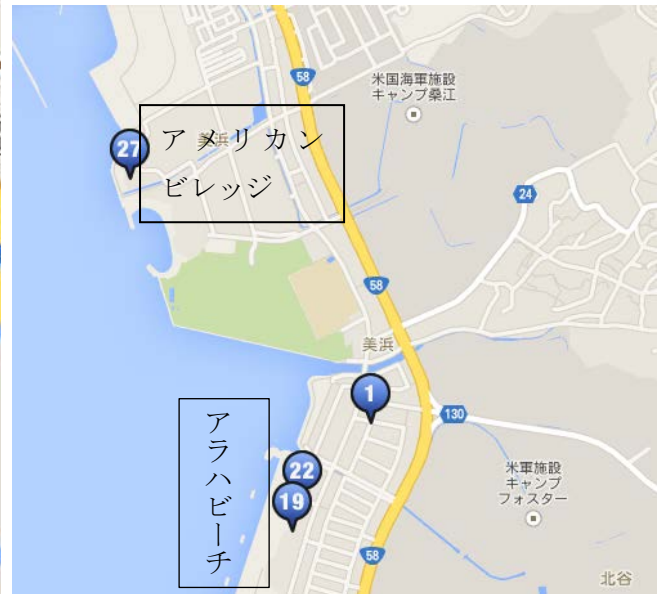 58
米国海軍施設
キャンプ桑江
27
美浜
アメリカン
ビレッジ
24
58
美浜
1
130
アラハビーチ
22
19
米軍施設
キャンプ
フォスター
58
北谷